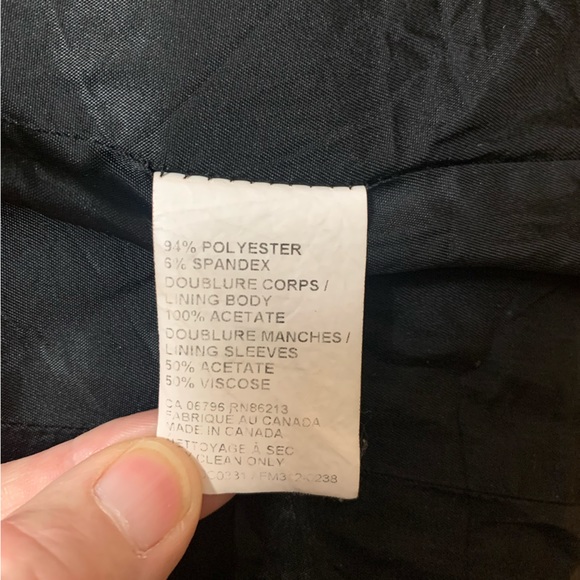 94% POLYESTER
6% SPANDEX
DOUBLURE CORPS /
LINING BODY
100% ACETATE
DOUBLURE MANCHES /
LINING SLEEVES
50% ACETATE
50% VISCOSE
CA 06796 RN86213
FABRIQUE AU CANADA
MADE IN CANADA
NETTOYAGE À SEC
CLEAN ONLY